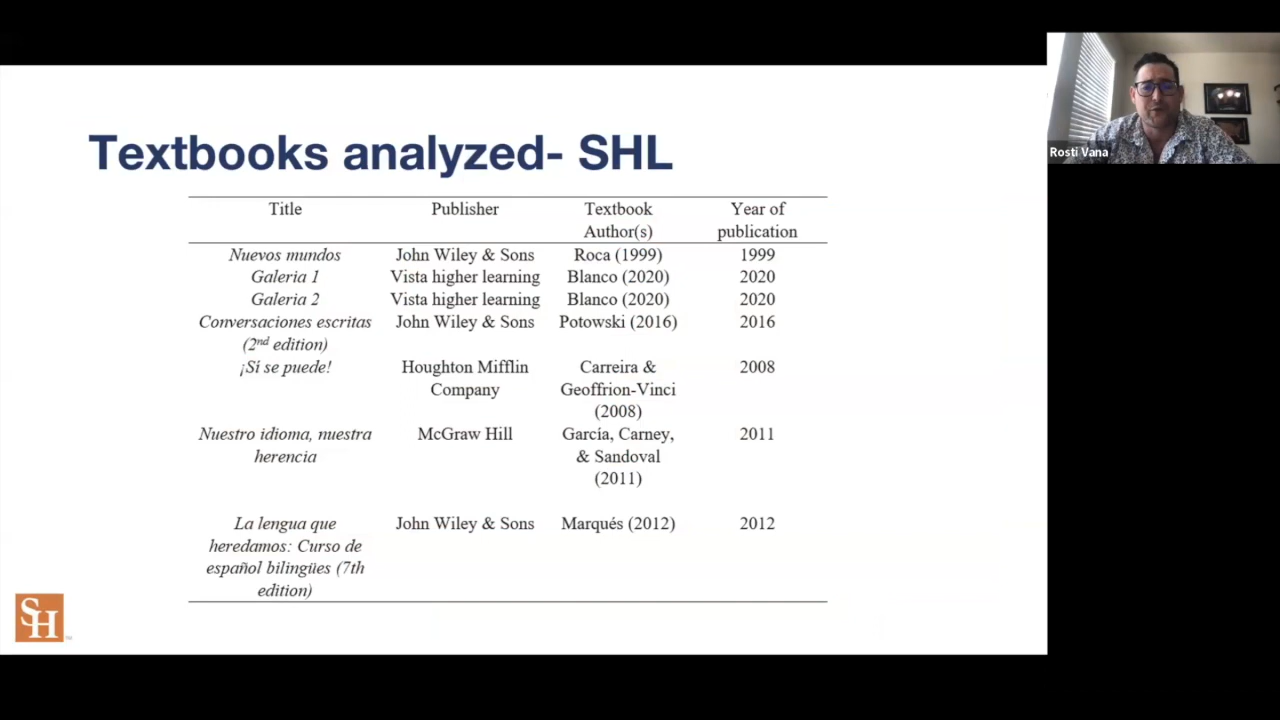 Textbooks analyzed- SHL
Title Publisher Textbook Author(s) Year of publication
Nuevos mundos John Wiley & Sons Roca (1999) 1999
Galeria 1 Vista higher learning Blanco (2020) 2020
Galeria 2 Vista higher learning Blanco (2020) 2020
Conversaciones escritas John Wiley & Sons Potowski (2016) 2016
(2nd edition)
¡Sí se puede! Houghton Mifflin Carreira & 2008
Company Geoffrion-Vinci
(2008)
Nuestro idioma, nuestra McGraw Hill García, Carney, 2011
herencia & Sandoval
(2011)
La lengua que John Wiley & Sons Marqués (2012) 2012
heredamos: Curso de
español bilingües (7th
edition)
SH
TM
Rosti Vana